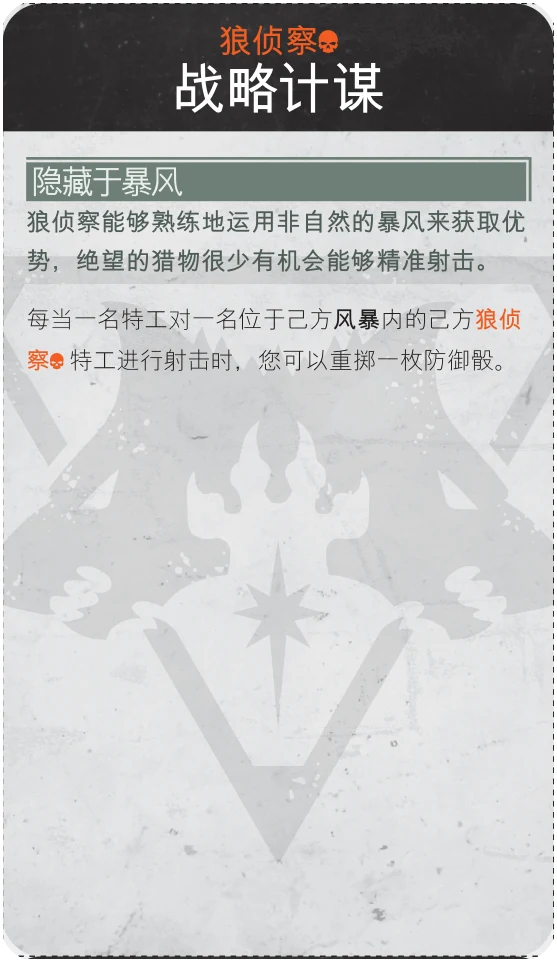 狼侦察
战略计谋
隐藏于暴风
狼侦察能够熟练地运用非自然的暴风来获取优
势，绝望的猎物很少有机会能够精准射击。
每当一名特工对一名位于己方风暴内的己方狼侦
察 特工进行射击时，您可以重掷一枚防御骰。